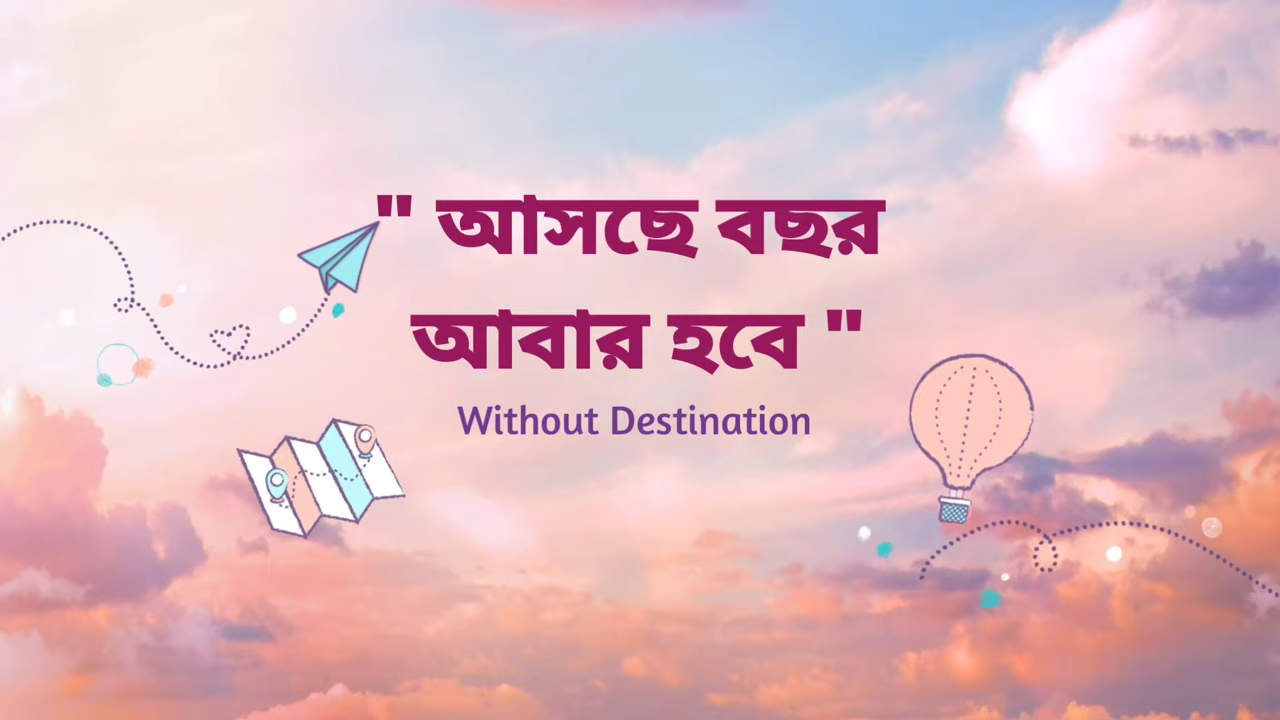 " আসছে বছর
আবার হবে "
Without Destination